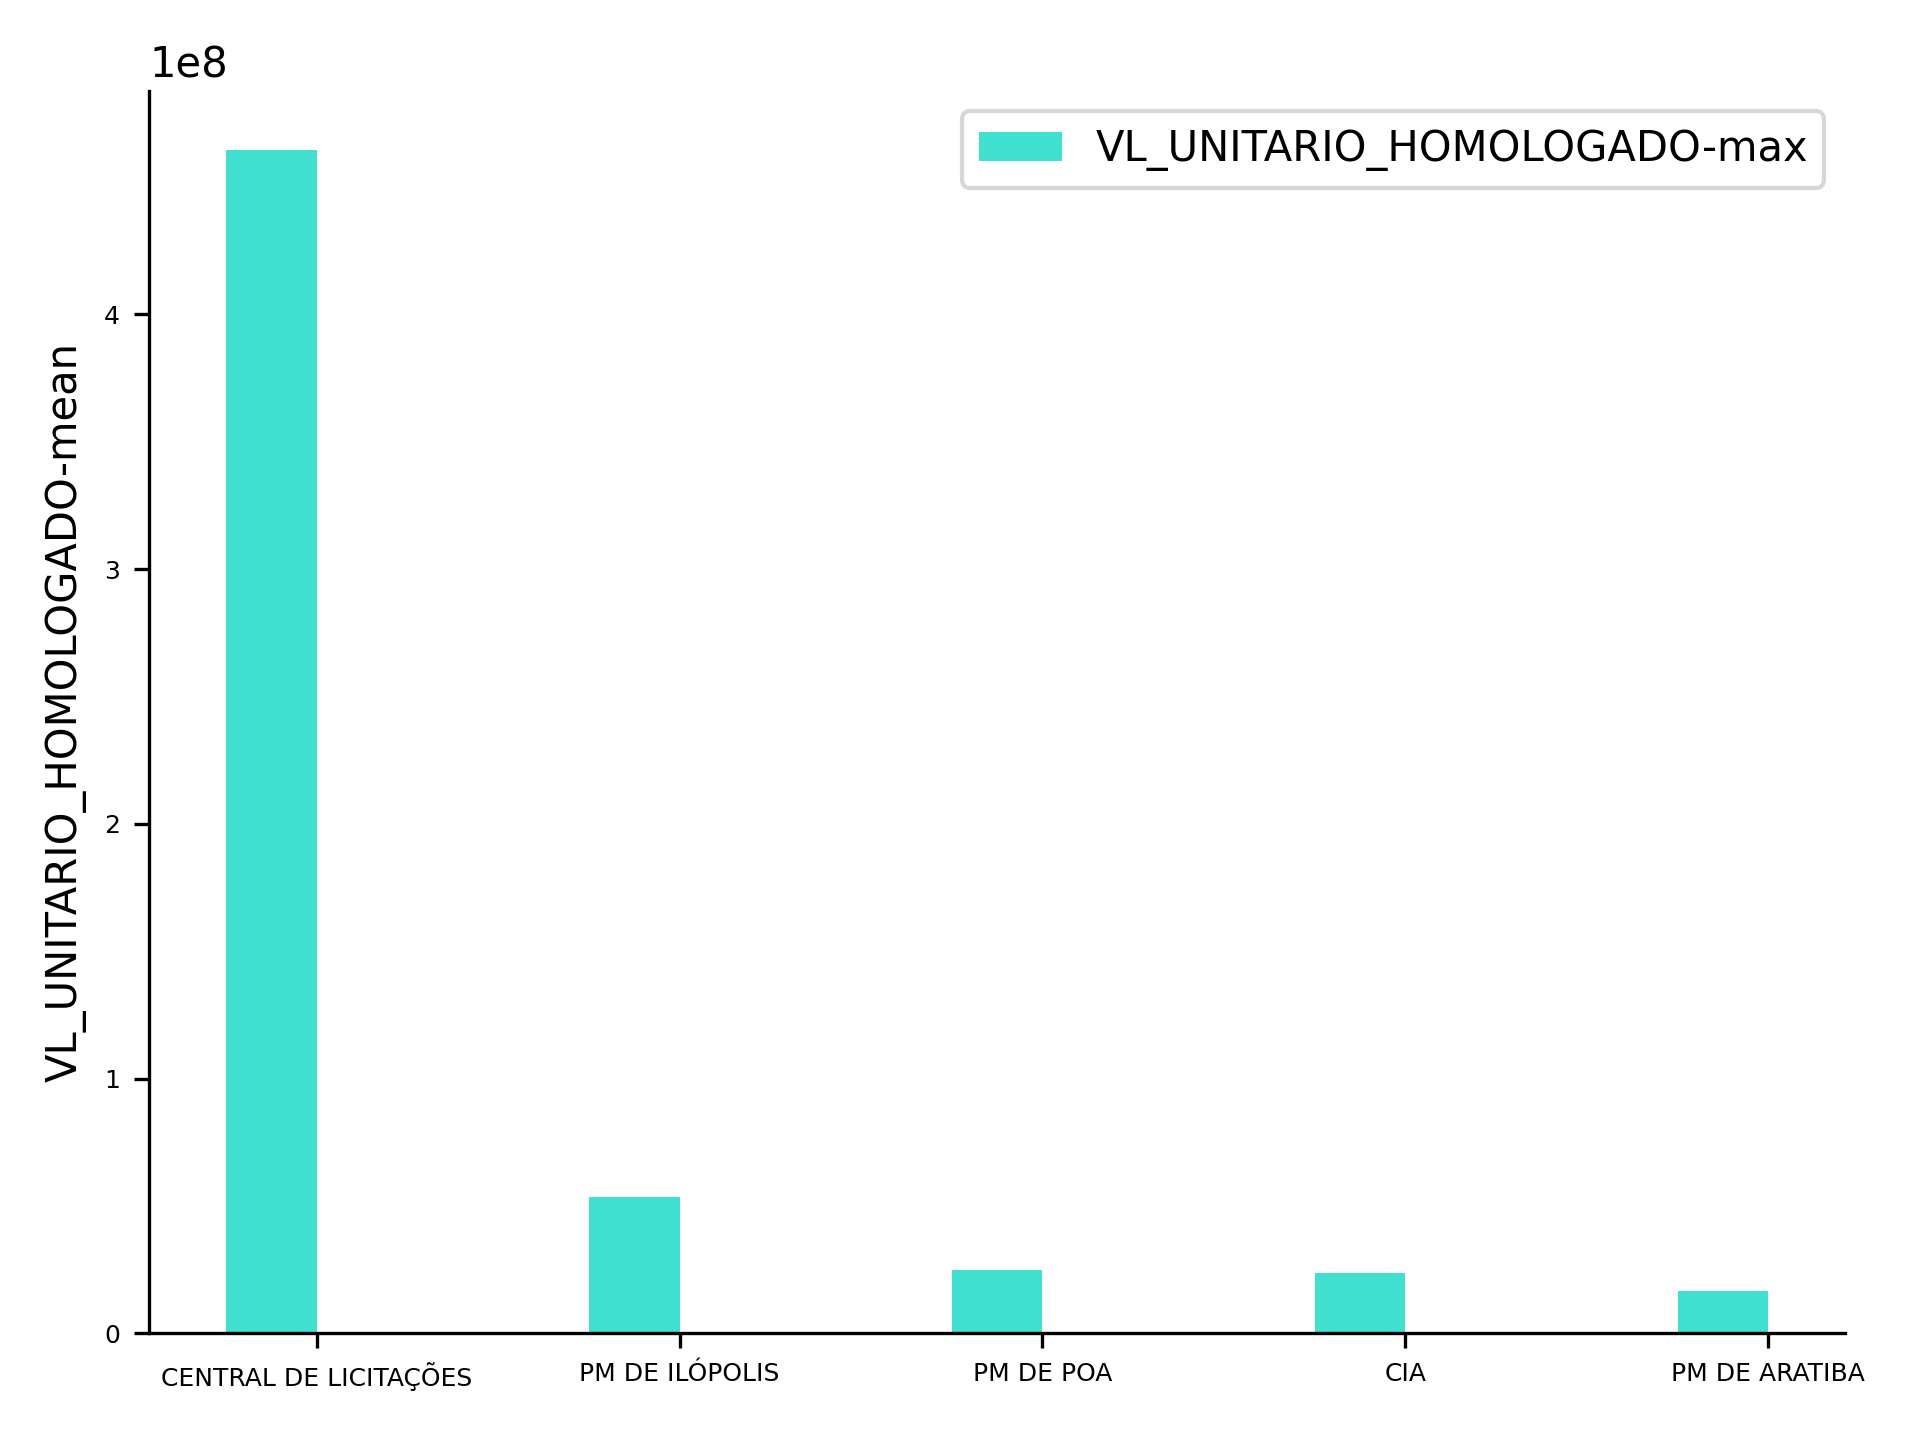 1e8
VL_UNITARIO_HOMOLOGADO-max
VL_UNITARIO_HOMOLOGADO-mean
4
3
2
1
0
CENTRAL DE LICITAÇÕES
PM DE ILÓPOLIS
PM DE POA
CIA
PM DE ARATIBA